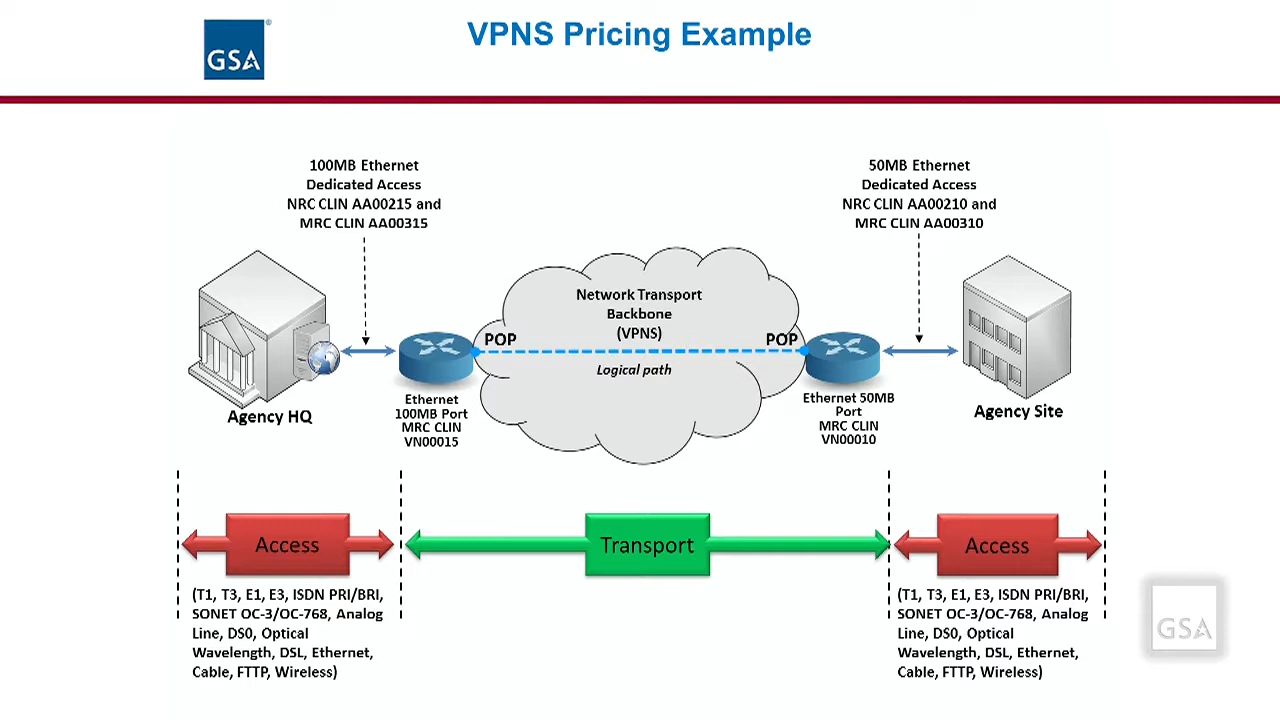 GSA
VPNS Pricing Example
100MB Ethernet
Dedicated Access
NRC CLIN AA00215 and
MRC CLIN AA00315
50MB Ethernet
Dedicated Access
NRC CLIN AA00210 and
MRC CLIN AA00310
Network Transport
Backbone
(VPNS)
POP
POP
Logical path
Agency HQ
Ethernet
100MB Port
MRC CLIN
VN00015
Ethernet 50MB
Port
MRC CLIN
VN00010
Agency Site
Access
Transport
Access
(T1, T3, E1, E3, ISDN PRI/BRI,
SONET OC-3/OC-768, Analog
Line, DS0, Optical
Wavelength, DSL, Ethernet,
Cable, FTTP, Wireless)
(T1, T3, E1, E3, ISDN PRI/BRI,
SONET OC-3/OC-768, Analog
Line, DS0, Optical
Wavelength, DSL, Ethernet,
Cable, FTTP, Wireless)
GSA